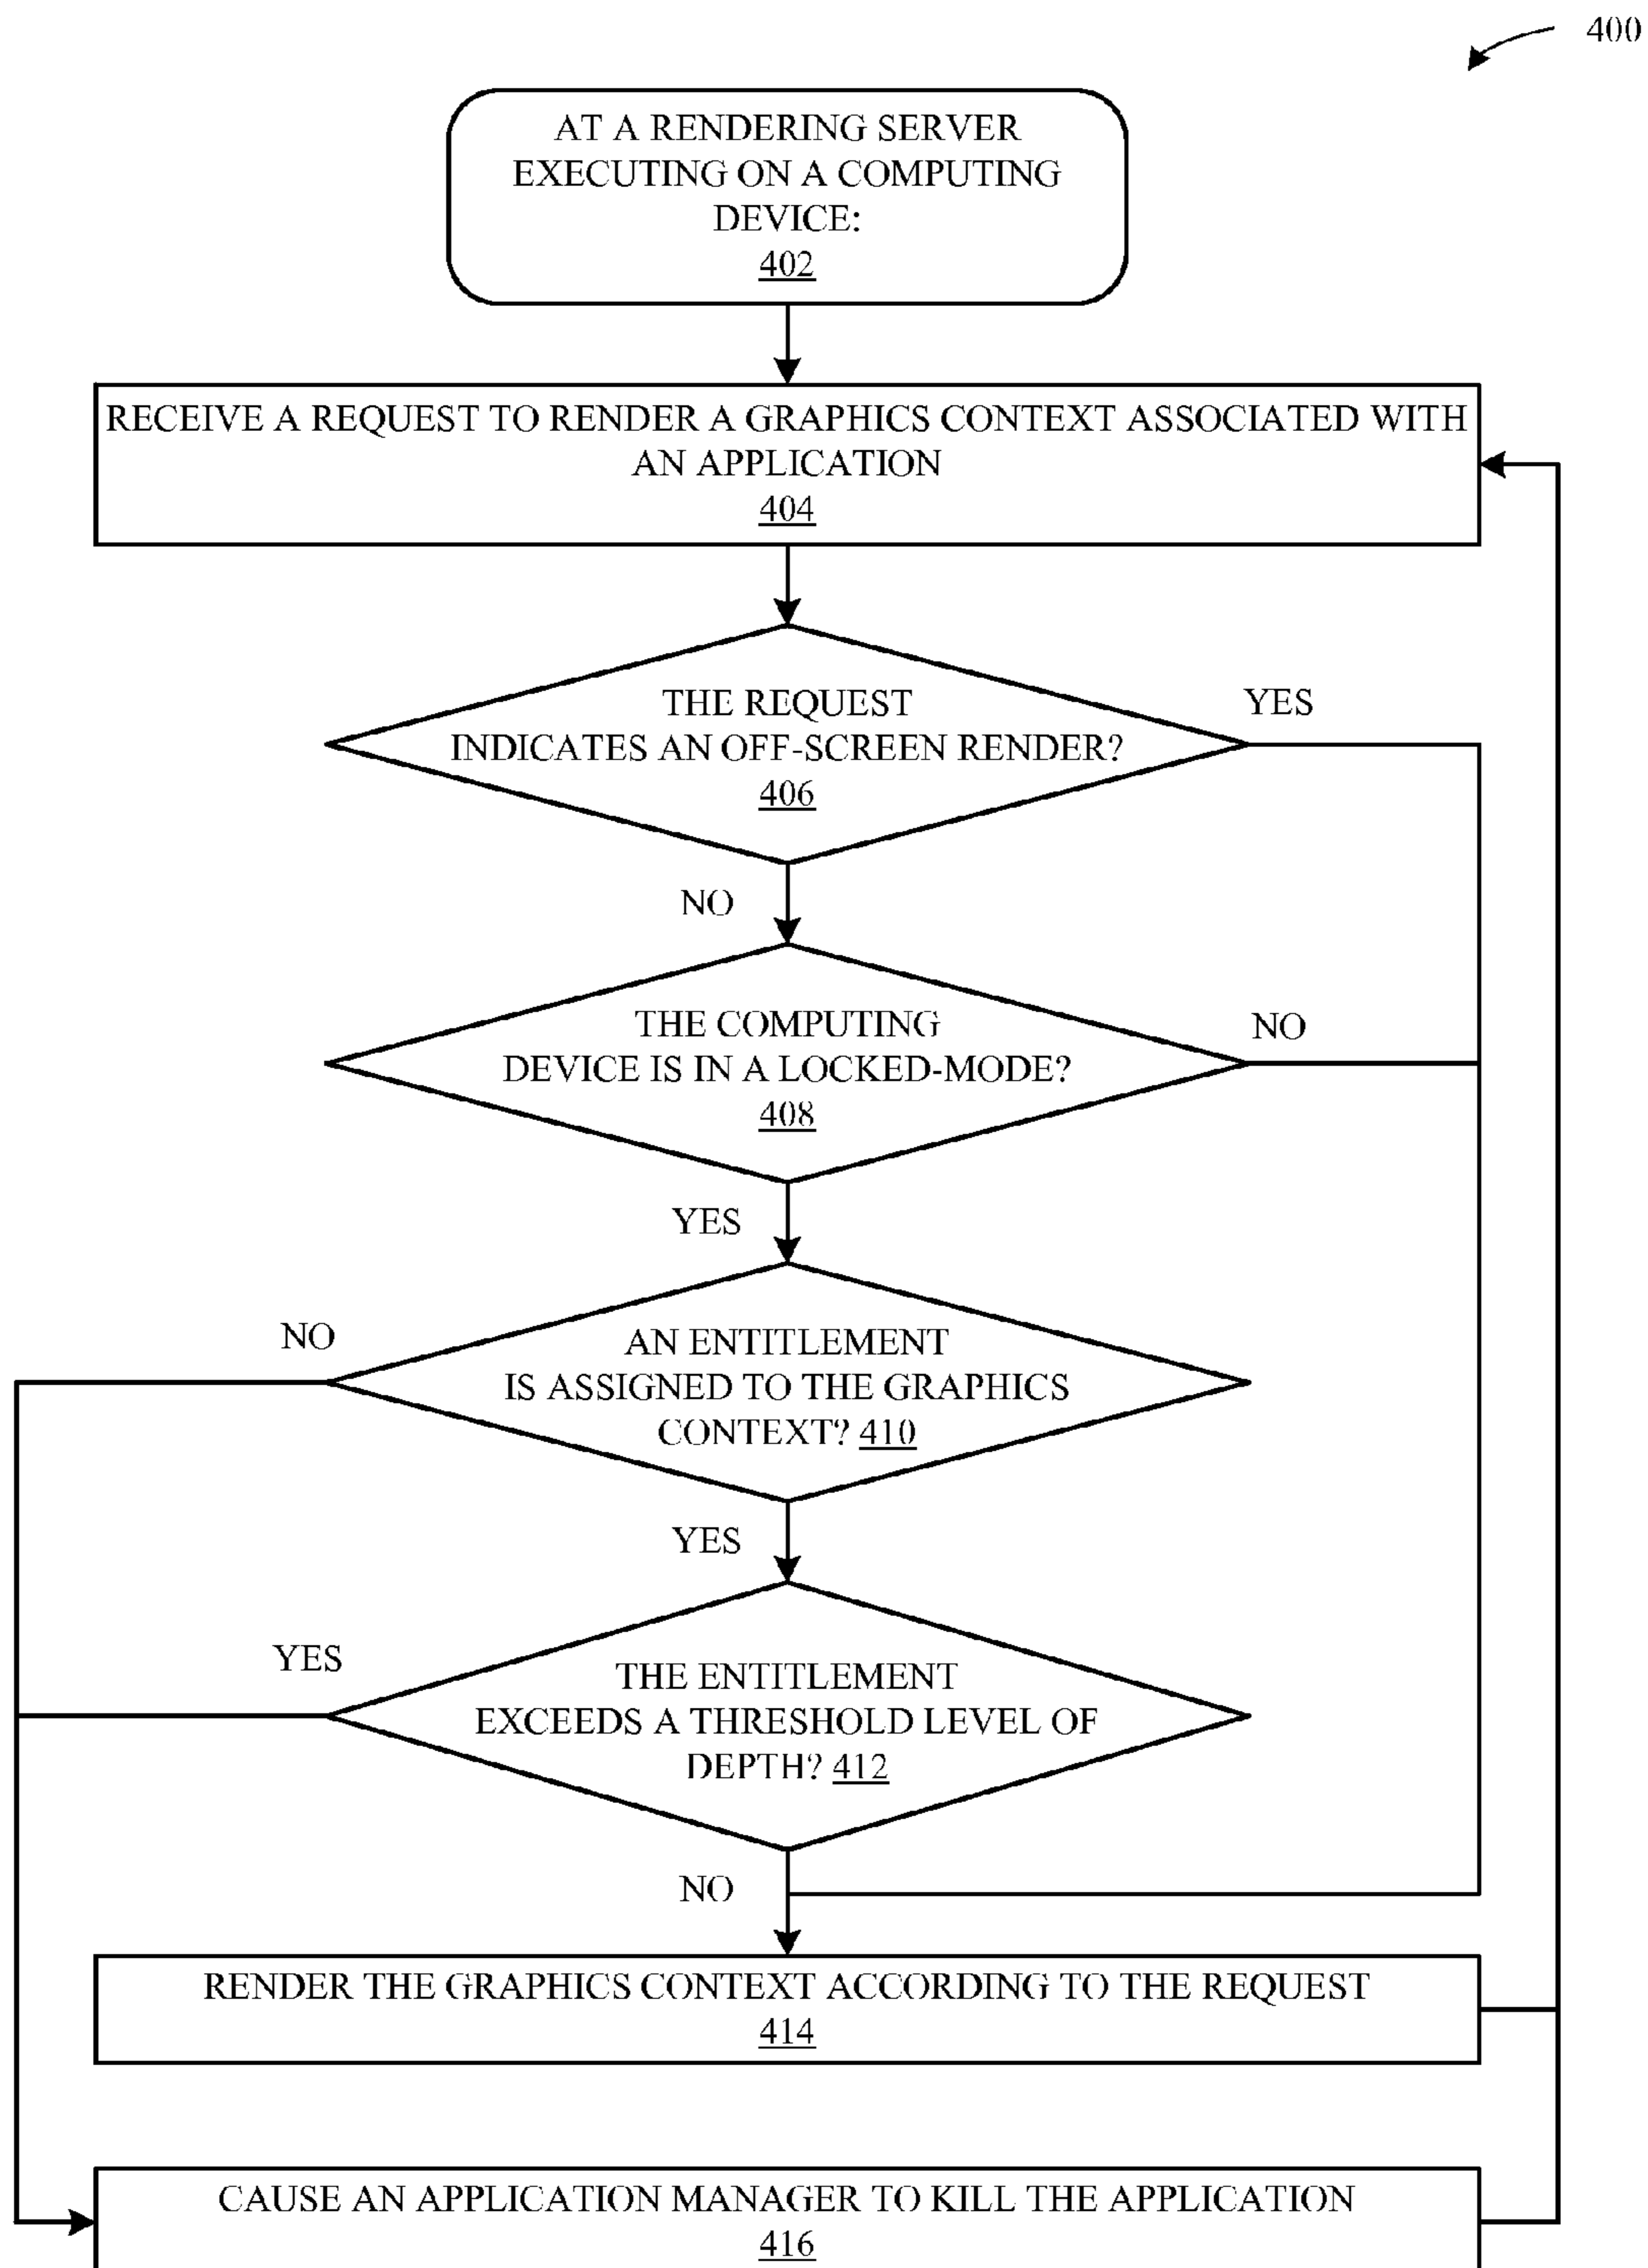 400
AT A RENDERING SERVER
EXECUTING ON A COMPUTING
DEVICE:
402
RECEIVE A REQUEST TO RENDER A GRAPHICS CONTEXT ASSOCIATED WITH
AN APPLICATION
404
THE REQUEST
INDICATES AN OFF-SCREEN RENDER?
406
YES
NO
THE COMPUTING
DEVICE IS IN A LOCKED-MODE?
408
NO
YES
AN ENTITLEMENT
IS ASSIGNED TO THE GRAPHICS
CONTEXT? 410
NO
YES
THE ENTITLEMENT
EXCEEDS A THRESHOLD LEVEL OF
DEPTH? 412
YES
NO
RENDER THE GRAPHICS CONTEXT ACCORDING TO THE REQUEST
414
CAUSE AN APPLICATION MANAGER TO KILL THE APPLICATION
416